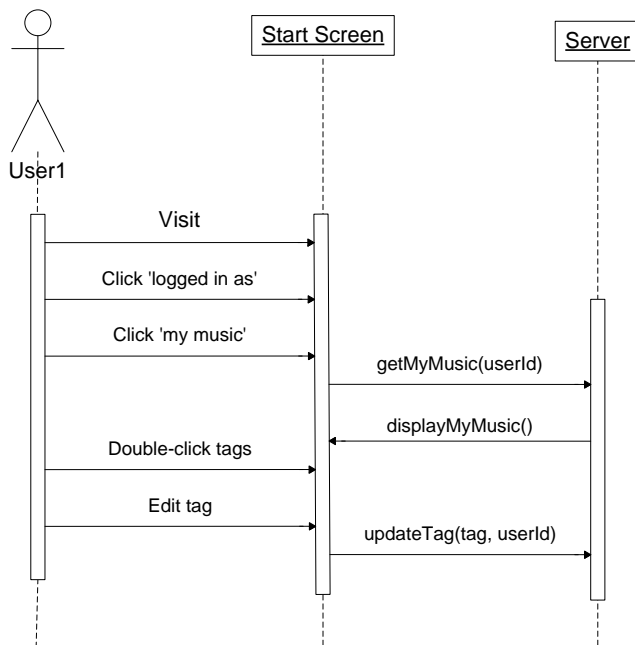 Start Screen
Server
User1
Visit
Click 'logged in as'
Click 'my music'
getMyMusic(userId)
displayMyMusic()
Double-click tags
Edit tag
updateTag(tag, userId)